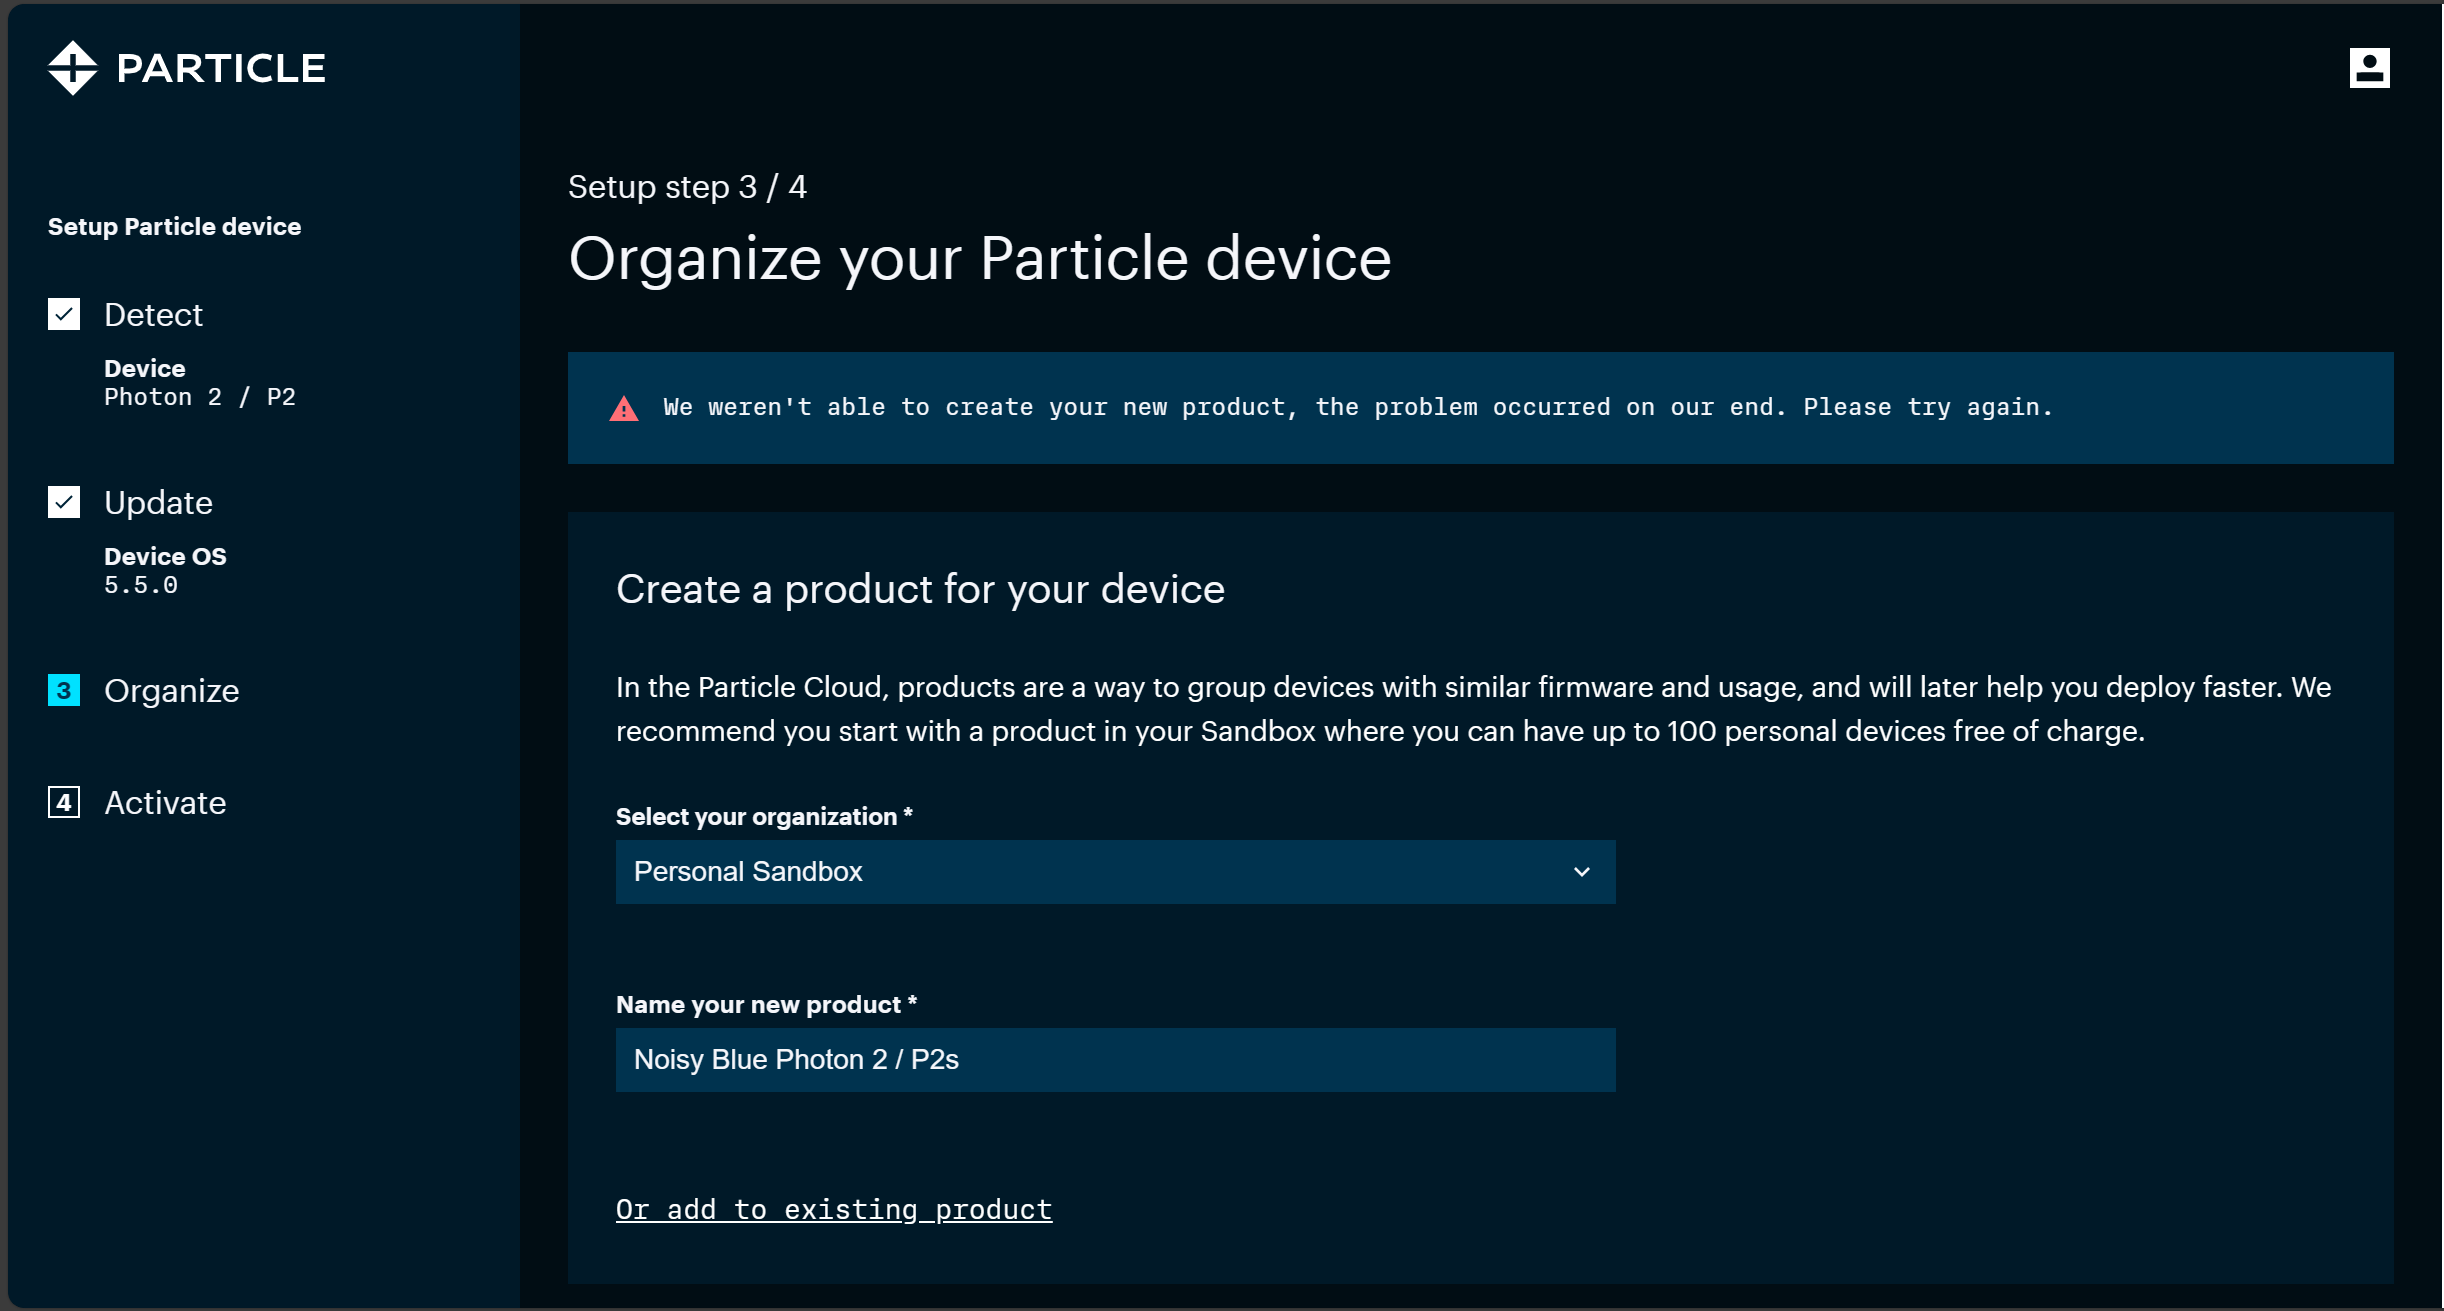 PARTICLE
Setup Particle device
Detect
Device
Photon 2 / P2
Update
Device OS
5.5.0
3 Organize
4 Activate
Setup step 3 / 4
Organize your Particle device
We weren't able to create your new product, the problem occurred on our end. Please try again.
Create a product for your device
In the Particle Cloud, products are a way to group devices with similar firmware and usage, and will later help you deploy faster. We
recommend you start with a product in your Sandbox where you can have up to 100 personal devices free of charge.
Select your organization *
Personal Sandbox
Name your new product *
Noisy Blue Photon 2 / P2s
Or add to existing product